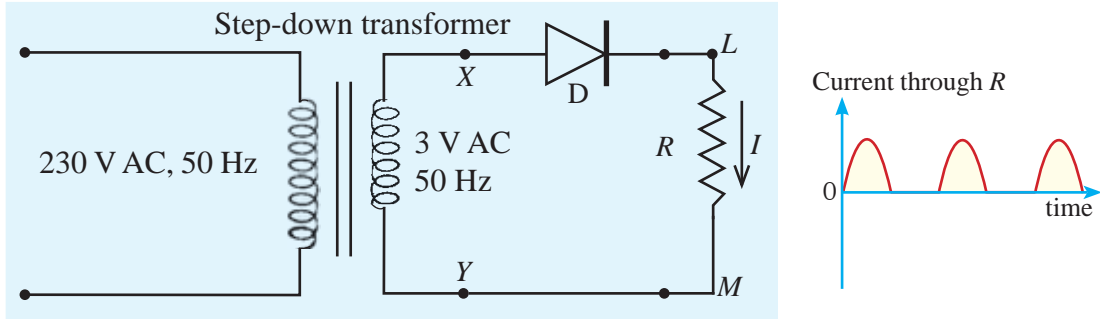 Step-down transformer
X
D
L
230 V AC, 50 Hz
3 V AC
50 Hz
R
I
Y
M
Current through R
0
time